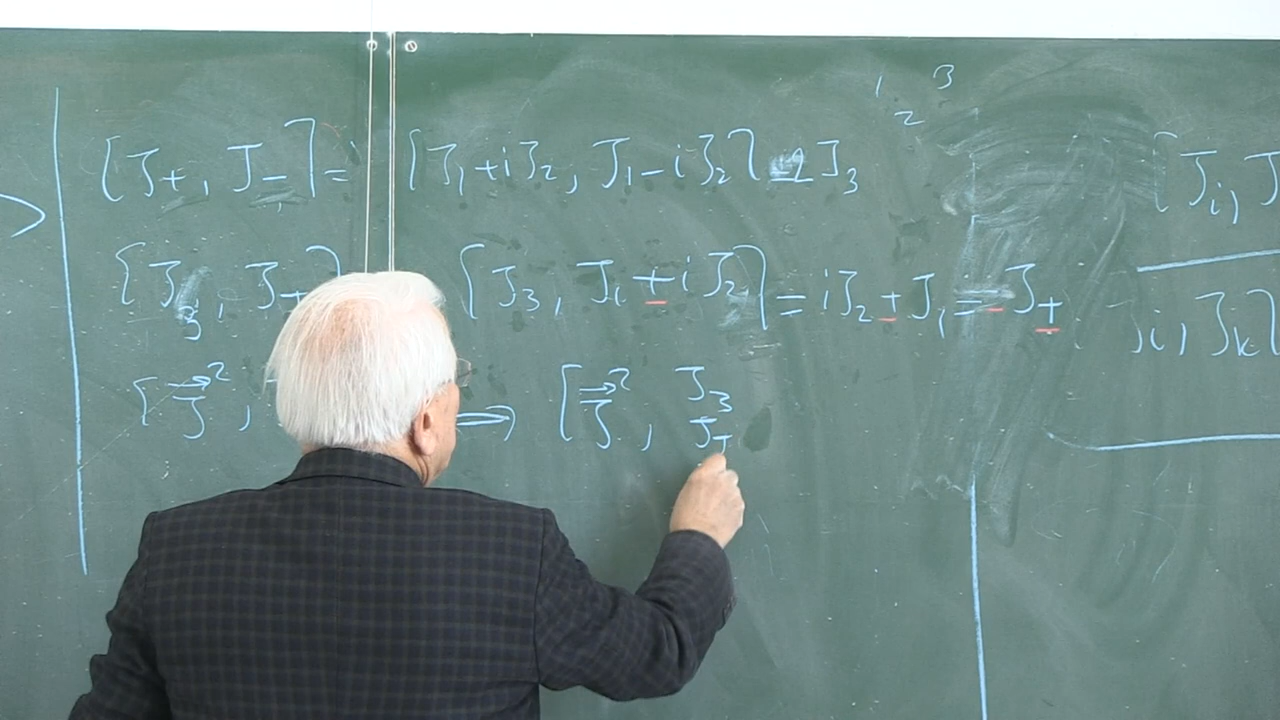 1 2 3
[J₊, J₋] = [J₁ + iJ₂, J₁ − iJ₂] = 2J₃
[J₃, J₊ [J₃, J₁ + iJ₂] = iJ₂ + J₁ = J₊
[J⃗², ⇒ [J⃗², J₃
J₊
[Jᵢ, J
Jᵢ, Jₖ]